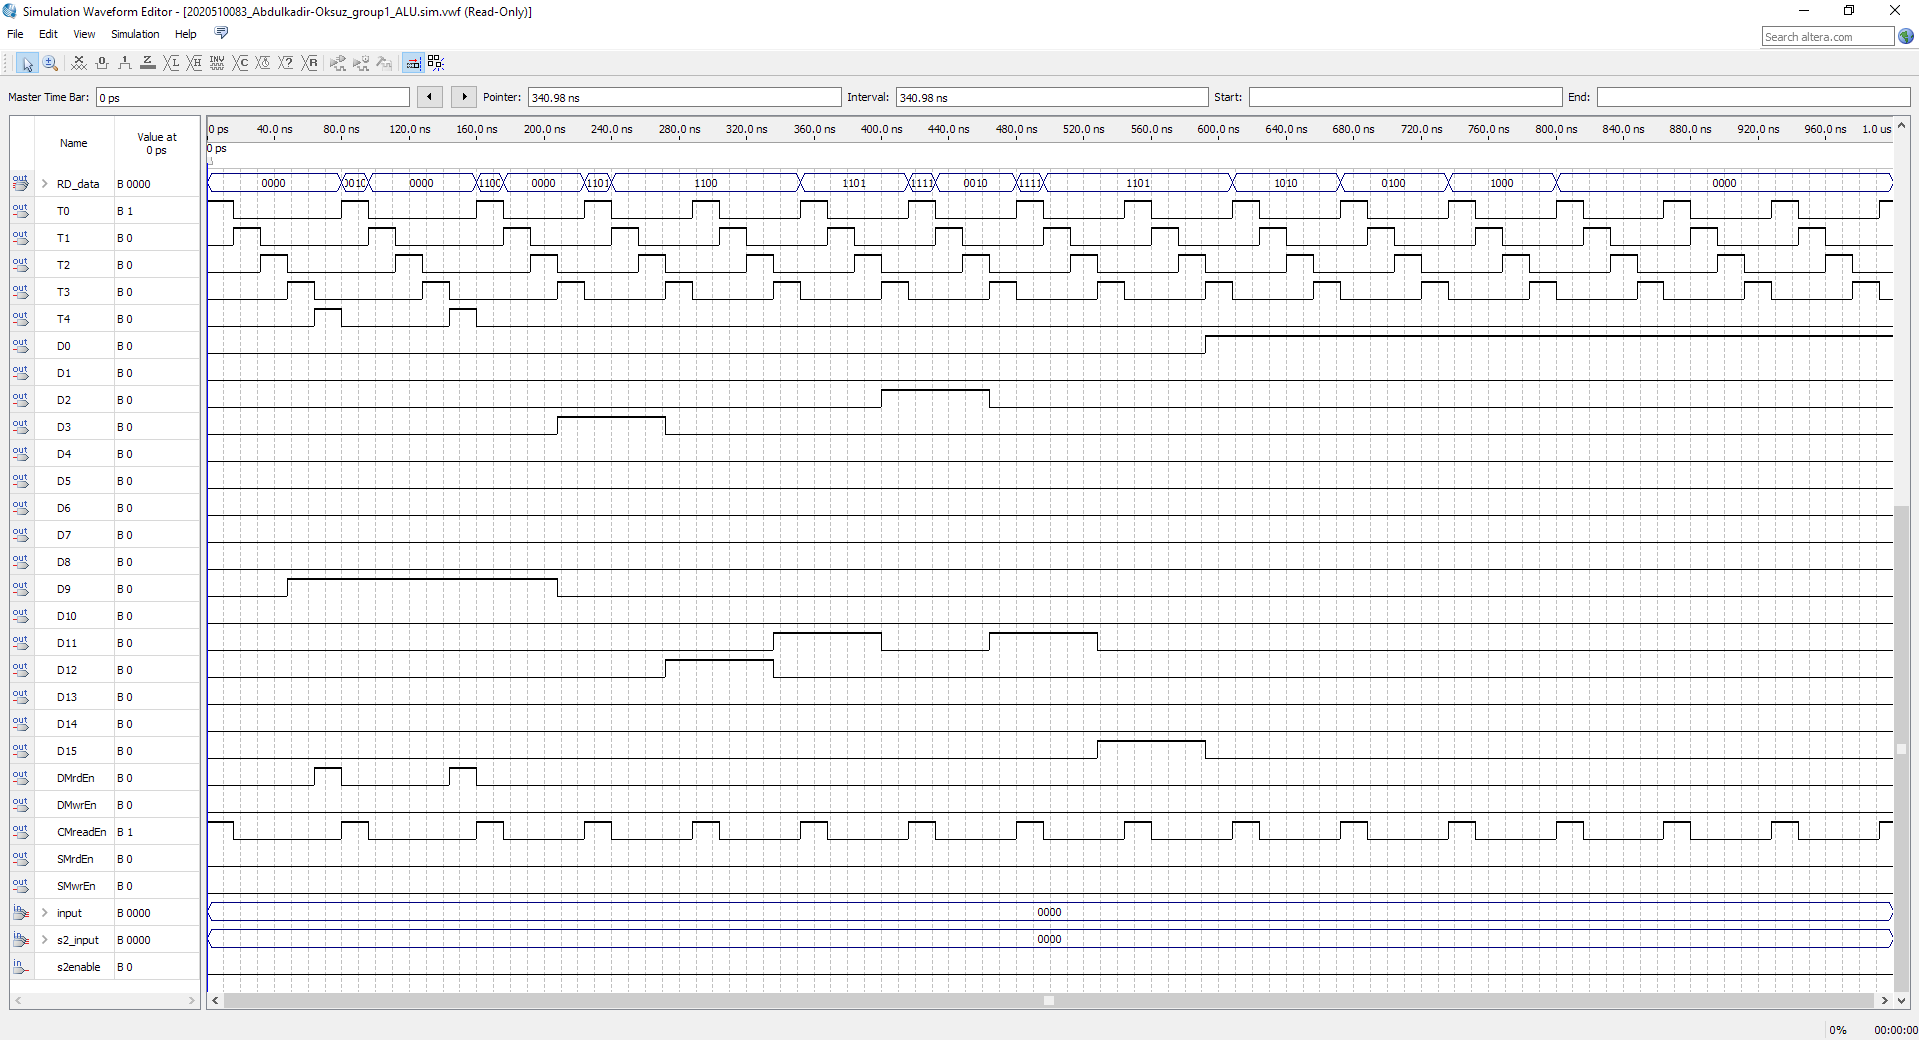 Simulation Waveform Editor - [2020510083_Abdulkadir-Oksuz_group1_ALU.sim.vwf (Read-Only)]
File Edit View Simulation Help
Search altera.com
Master Time Bar: 0 ps Pointer: 340.98 ns Interval: 340.98 ns Start: End:
Name Value at 0 ps
0 ps 40.0 ns 80.0 ns 120.0 ns 160.0 ns 200.0 ns 240.0 ns 280.0 ns 320.0 ns 360.0 ns 400.0 ns 440.0 ns 480.0 ns 520.0 ns 560.0 ns 600.0 ns 640.0 ns 680.0 ns 720.0 ns 760.0 ns 800.0 ns 840.0 ns 880.0 ns 920.0 ns 960.0 ns 1.0 us
0 ps
out RD_data B 0000 0000 0010 0000 1100 0000 1101 1100 1101 1111 0010 1111 1101 1010 0100 1000 0000
out T0 B 1
out T1 B 0
out T2 B 0
out T3 B 0
out T4 B 0
out D0 B 0
out D1 B 0
out D2 B 0
out D3 B 0
out D4 B 0
out D5 B 0
out D6 B 0
out D7 B 0
out D8 B 0
out D9 B 0
out D10 B 0
out D11 B 0
out D12 B 0
out D13 B 0
out D14 B 0
out D15 B 0
out DMrdEn B 0
out DMwrEn B 0
out CMreadEn B 1
out SMrdEn B 0
out SMwrEn B 0
in input B 0000 0000
in s2_input B 0000 0000
in s2enable B 0
0% 00:00:00